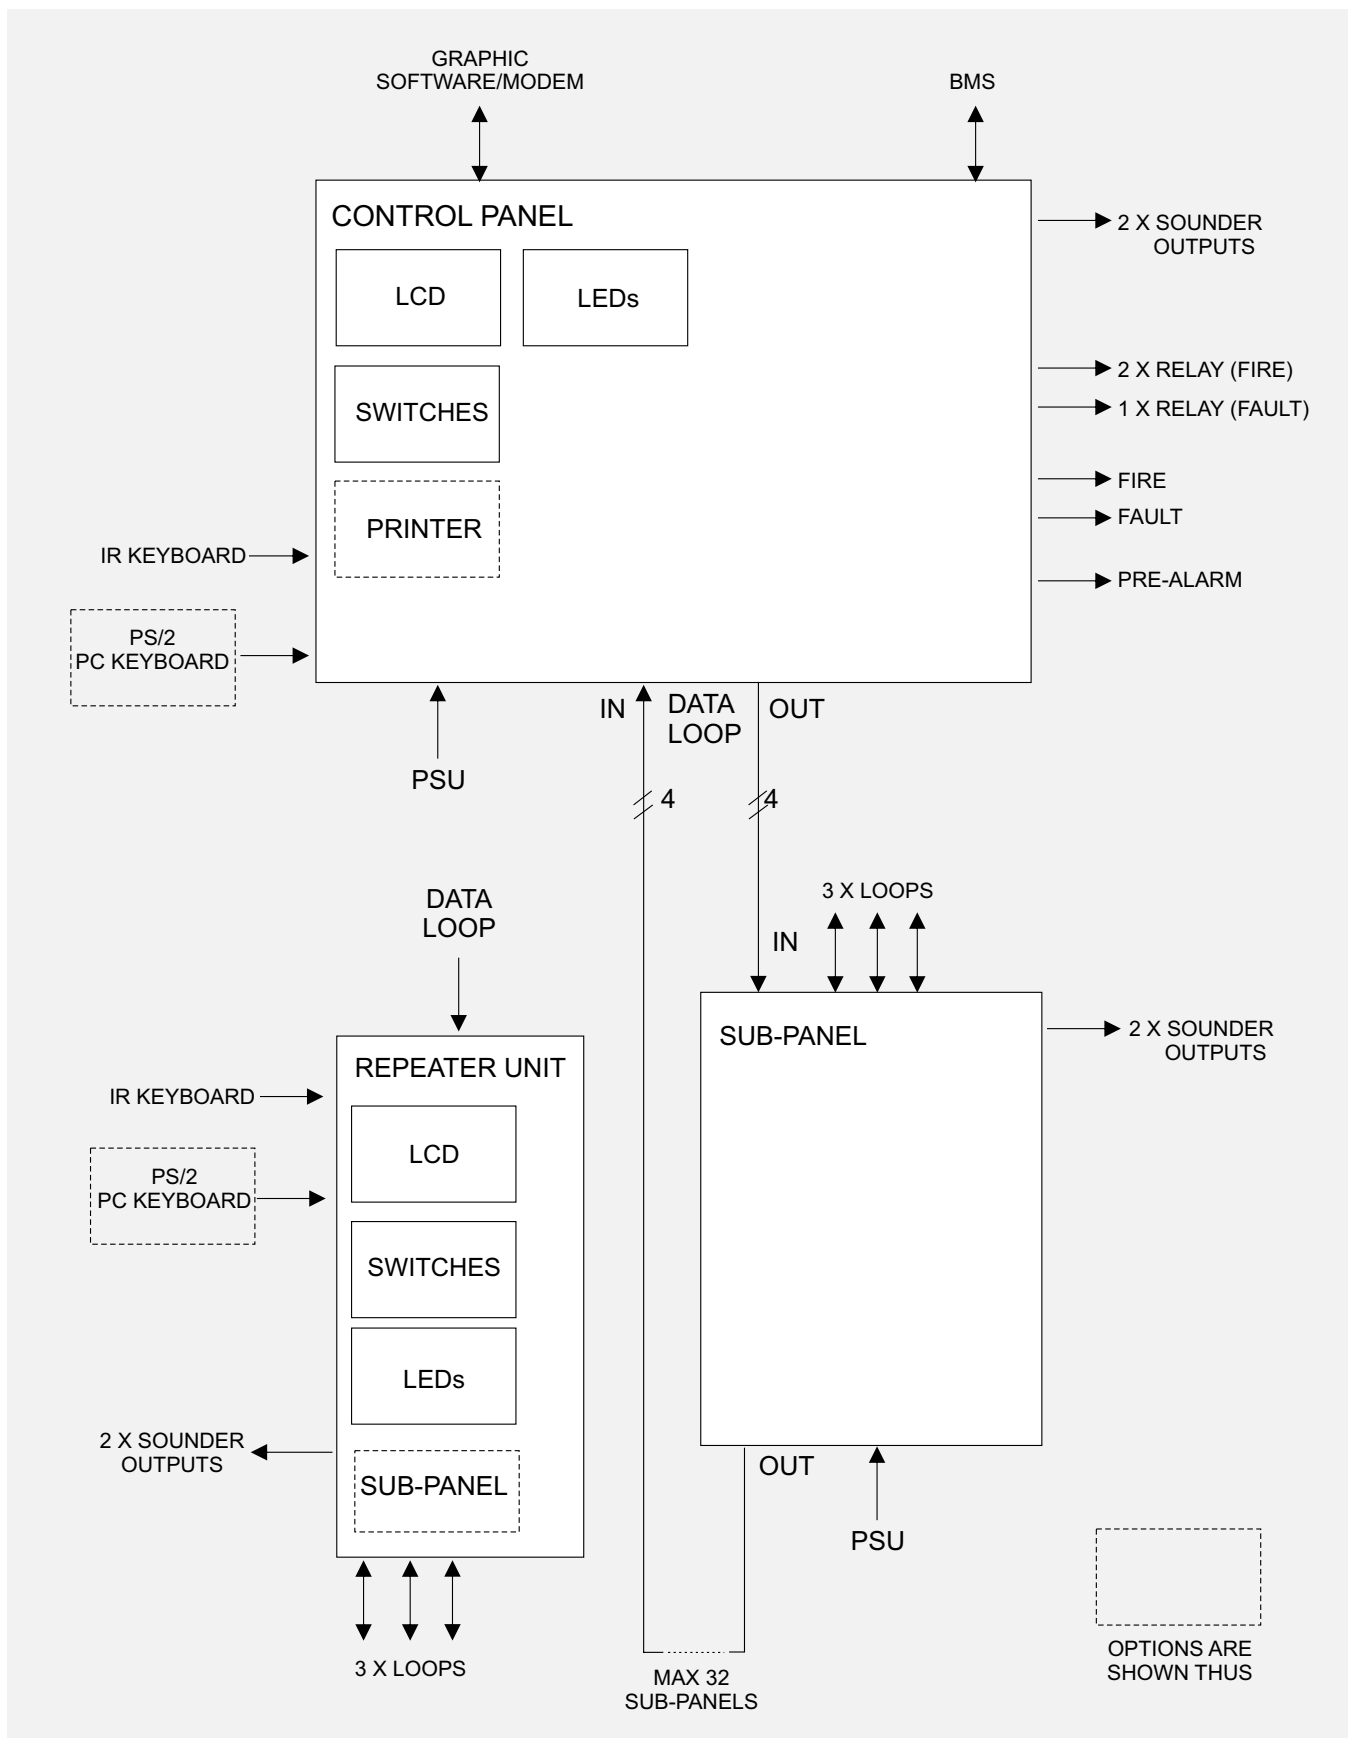 GRAPHIC
SOFTWARE/MODEM
BMS
CONTROL PANEL
2 X SOUNDER
OUTPUTS
LCD
LEDs
2 X RELAY (FIRE)
1 X RELAY (FAULT)
SWITCHES
FIRE
FAULT
PRINTER
IR KEYBOARD
PRE-ALARM
PS/2
PC KEYBOARD
IN
DATA
LOOP
OUT
PSU
4
4
3 X LOOPS
DATA
LOOP
IN
SUB-PANEL
2 X SOUNDER
OUTPUTS
REPEATER UNIT
IR KEYBOARD
LCD
PS/2
PC KEYBOARD
SWITCHES
LEDs
2 X SOUNDER
OUTPUTS
SUB-PANEL
OUT
PSU
3 X LOOPS
MAX 32
SUB-PANELS
OPTIONS ARE
SHOWN THUS